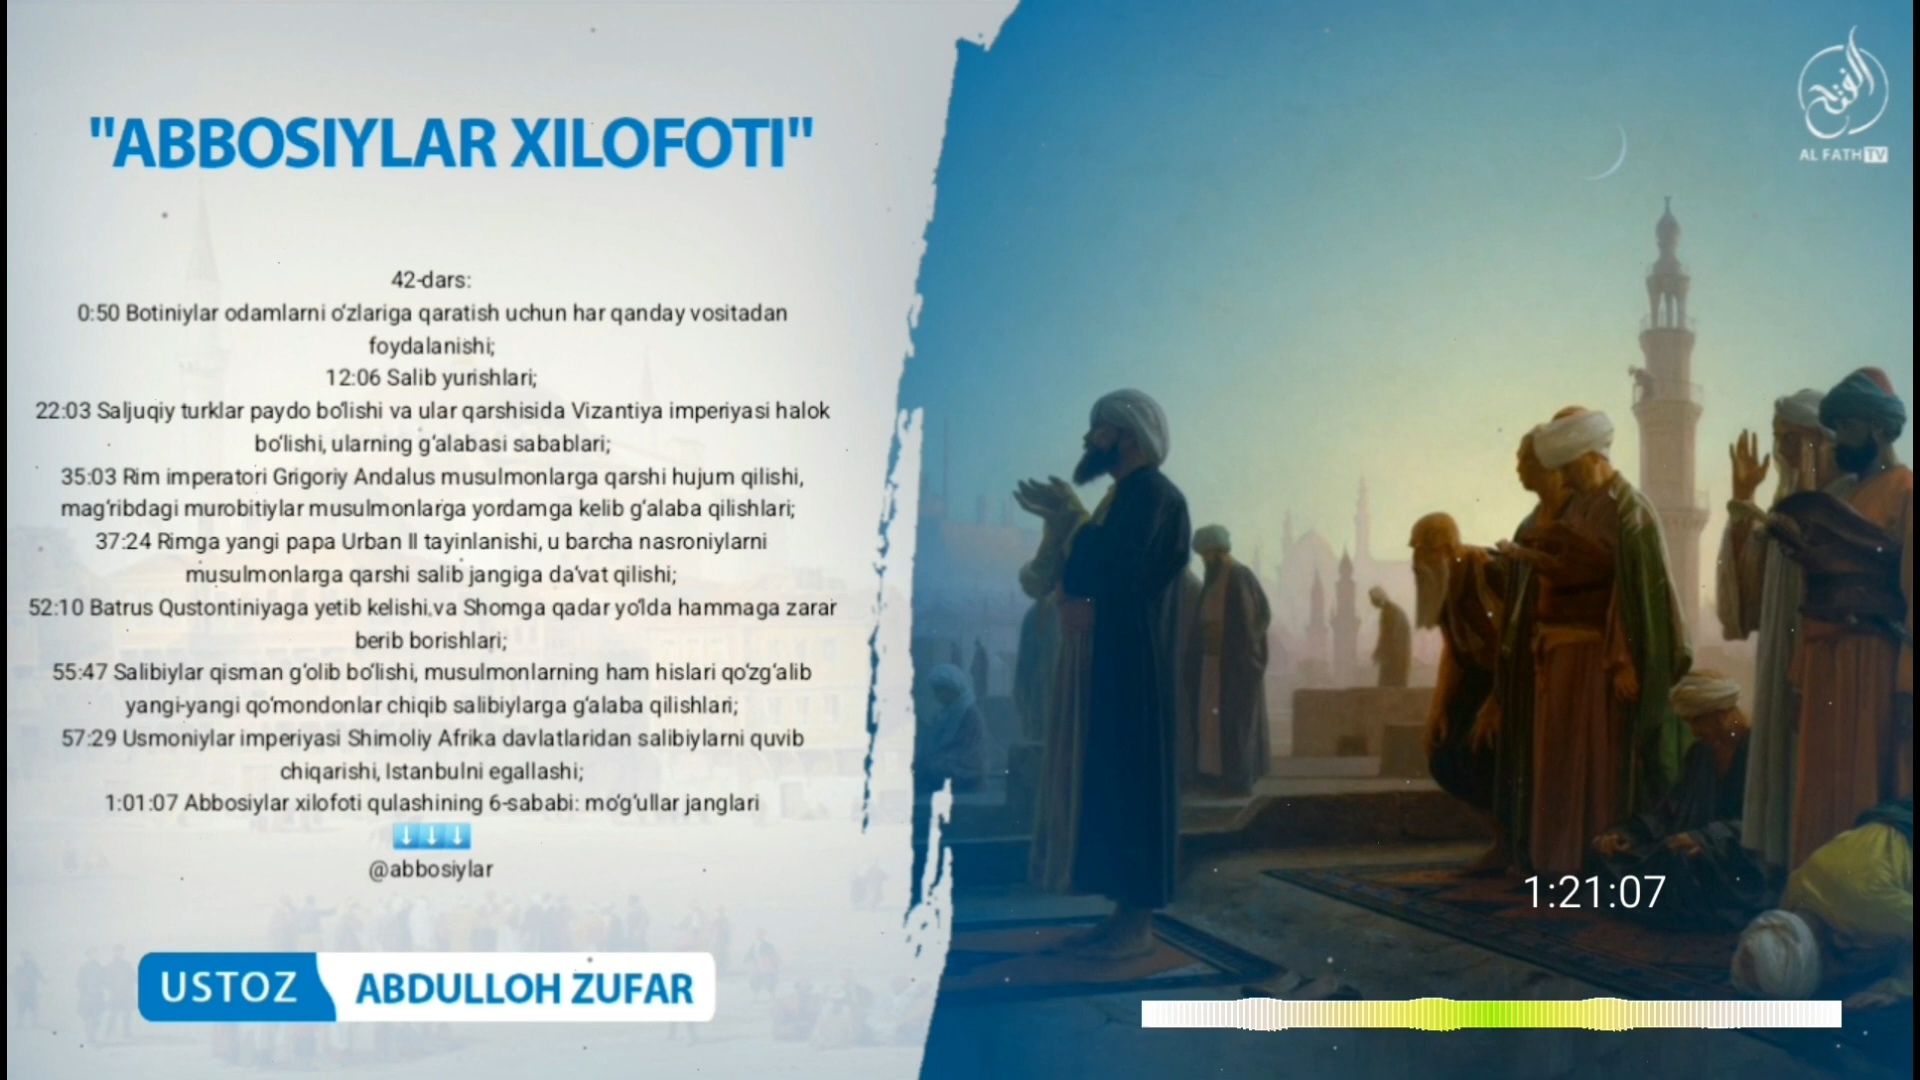 "ABBOSIYLAR XILOFOTI"
42-dars:
0:50 Botiniylar odamlarni o‘zlariga qaratish uchun har qanday vositadan
foydalanishi;
12:06 Salib yurishlari;
22:03 Saljuqiy turklar paydo bo‘lishi va ular qarshisida Vizantiya imperiyasi halok
bo‘lishi, ularning g‘alabasi sabablari;
35:03 Rim imperatori Grigoriy Andalus musulmonlarga qarshi hujum qilishi,
mag‘ribdagi murobitiylar musulmonlarga yordamga kelib g‘alaba qilishlari;
37:24 Rimga yangi papa Urban II tayinlanishi, u barcha nasroniylarni
musulmonlarga qarshi salib jangiga da‘vat qilishi;
52:10 Batrus Qustontiniyaga yetib kelishi va Shomga qadar yo‘lda hammaga zarar
berib borishlari;
55:47 Salibiylar qisman g‘olib bo‘lishi, musulmonlarning ham hislari qo‘zg‘alib
yangi-yangi qo‘mondonlar chiqib salibiylarga g‘alaba qilishlari;
57:29 Usmoniylar imperiyasi Shimoliy Afrika davlatlaridan salibiylarni quvib
chiqarishi, Istanbulni egallashi;
1:01:07 Abbosiylar xilofoti qulashining 6-sababi: mo‘g‘ullar janglari
@abbosiylar
USTOZ ABDULLOH ZUFAR
الفتح
AL FATH TV
1:21:07